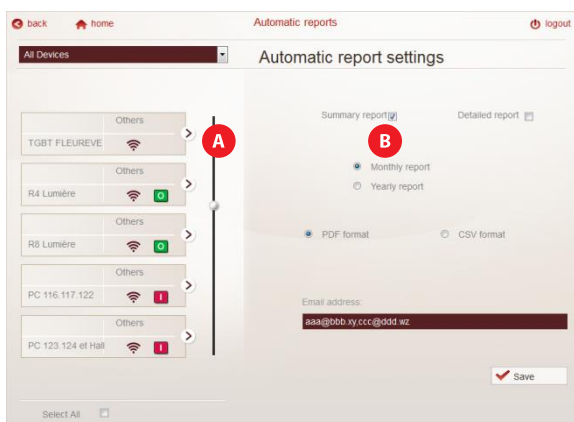 back home Automatic reports logout
All Devices
Automatic report settings
Others
TGBT FLEUREVE
A
Others
R4 Lumière O
Others
R8 Lumière O
Others
PC 116.117.122 I
Others
PC 123.124 et Hall I
Select All
Summary report Detailed report
B
Monthly report
Yearly report
PDF format CSV format
Email address:
aaa@bbb.xy,ccc@ddd.wz
Save